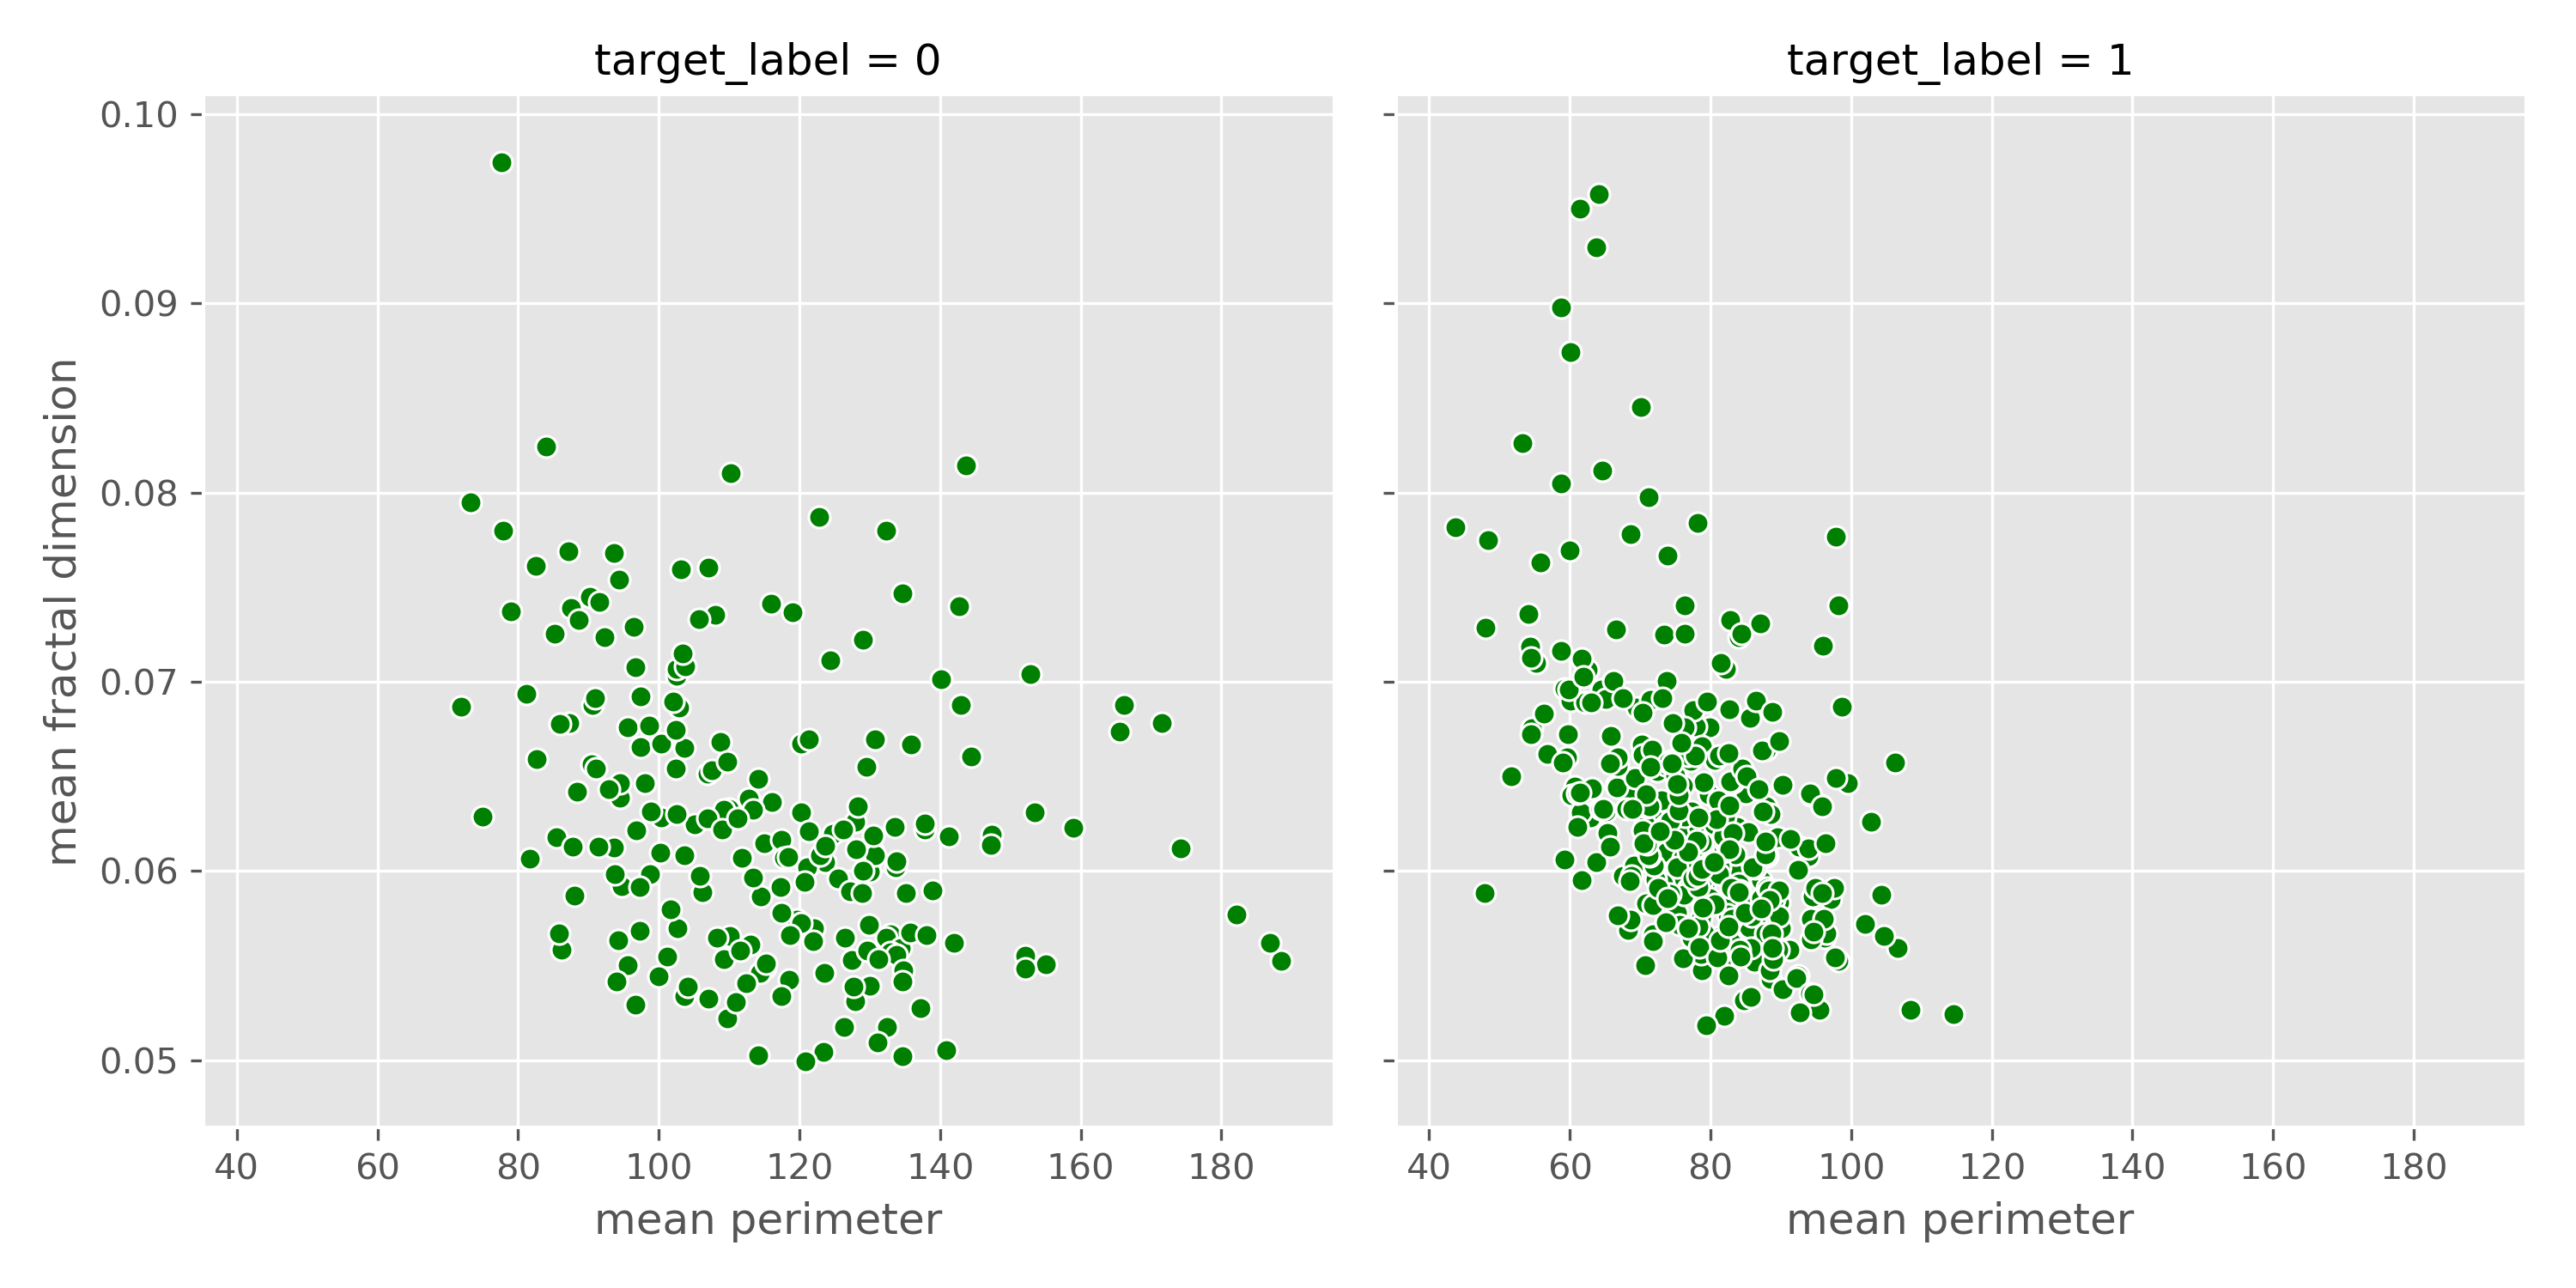 target_label = 0
target_label = 1
0.10
0.09
0.08
0.07
0.06
0.05
mean fractal dimension
40 60 80 100 120 140 160 180
40 60 80 100 120 140 160 180
mean perimeter
mean perimeter